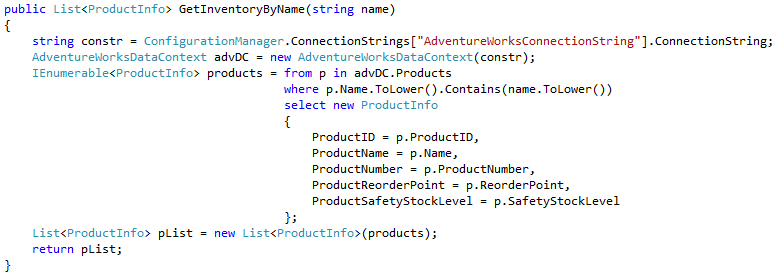 public List<ProductInfo> GetInventoryByName(string name)
{
string constr = ConfigurationManager.ConnectionStrings["AdventureWorksConnectionString"].ConnectionString;
AdventureWorksDataContext advDC = new AdventureWorksDataContext(constr);
IEnumerable<ProductInfo> products = from p in advDC.Products
where p.Name.ToLower().Contains(name.ToLower())
select new ProductInfo
{
ProductID = p.ProductID,
ProductName = p.Name,
ProductNumber = p.ProductNumber,
ProductReorderPoint = p.ReorderPoint,
ProductSafetyStockLevel = p.SafetyStockLevel
};
List<ProductInfo> pList = new List<ProductInfo>(products);
return pList;
}